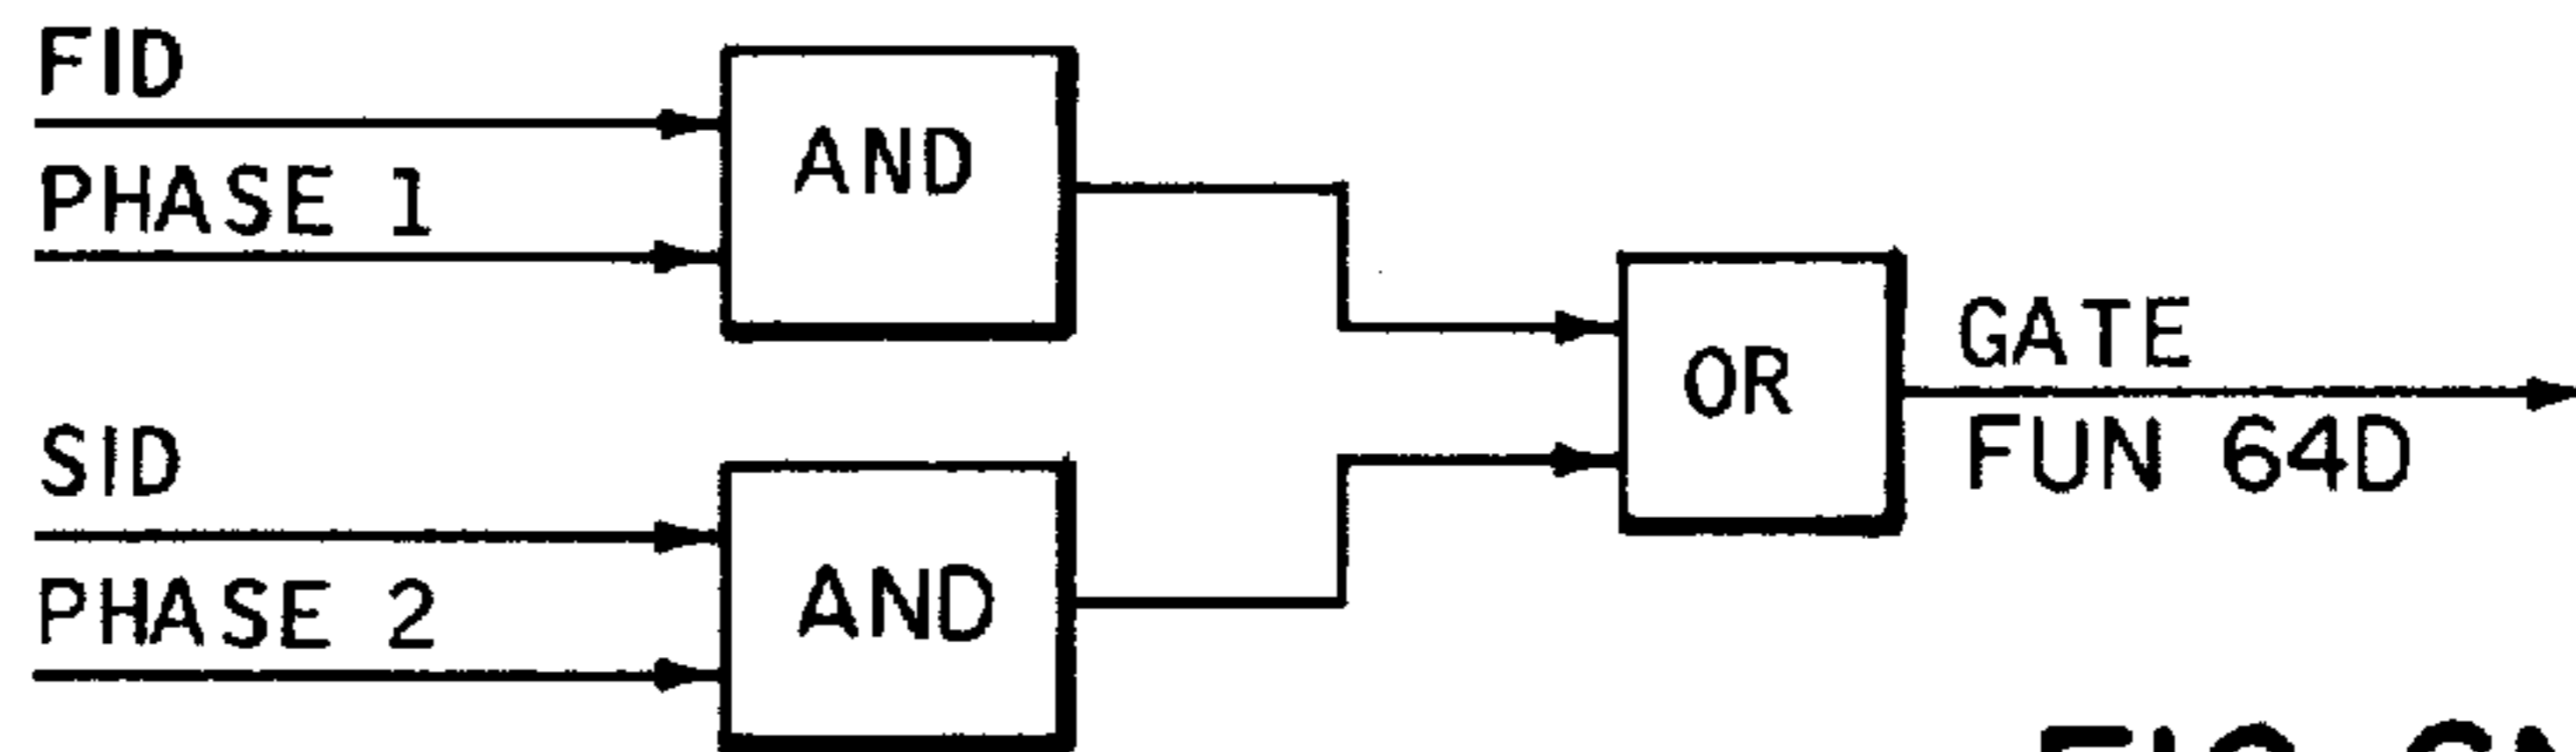 FID
PHASE 1
AND
SID
PHASE 2
AND
OR
GATE
FUN 64D